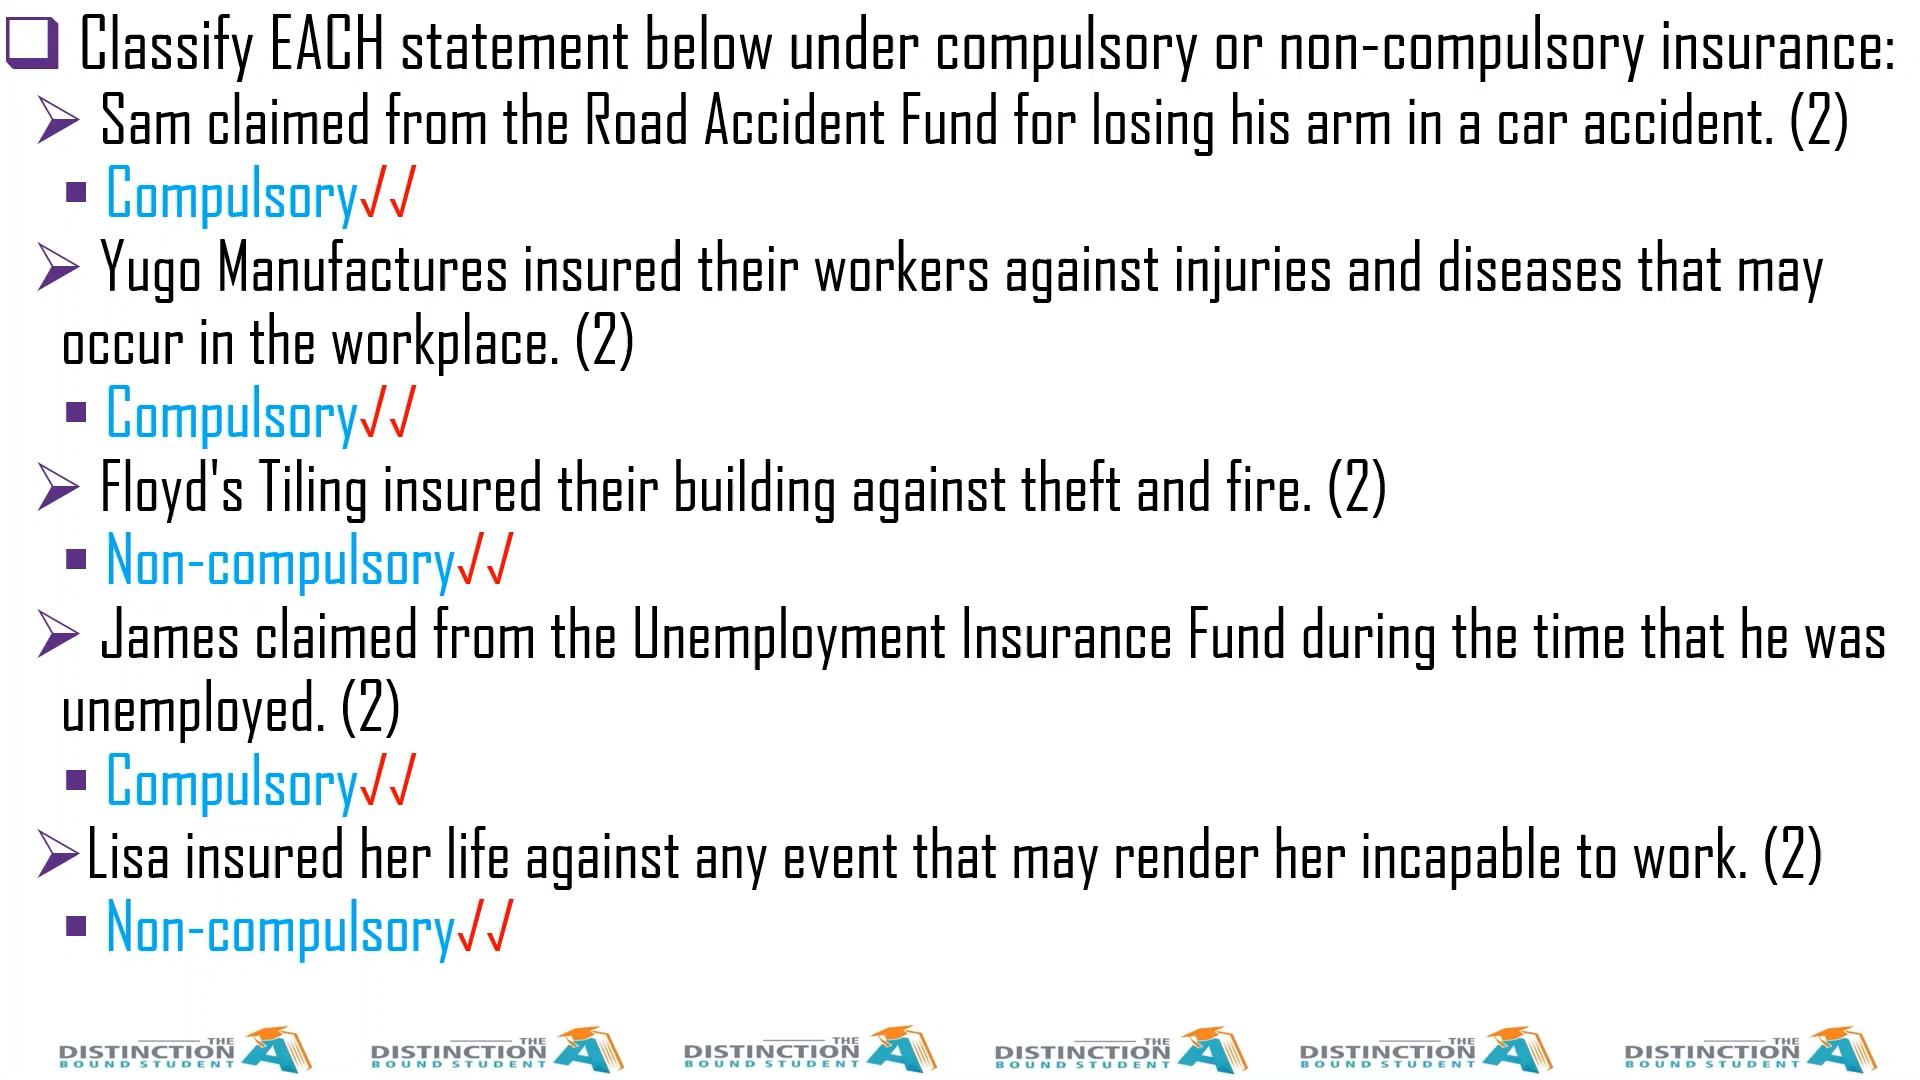 Classify EACH statement below under compulsory or non-compulsory insurance:
Sam claimed from the Road Accident Fund for losing his arm in a car accident. (2)
Compulsory√√
Yugo Manufactures insured their workers against injuries and diseases that may
occur in the workplace. (2)
Compulsory√√
Floyd's Tiling insured their building against theft and fire. (2)
Non-compulsory√√
James claimed from the Unemployment Insurance Fund during the time that he was
unemployed. (2)
Compulsory√√
Lisa insured her life against any event that may render her incapable to work. (2)
Non-compulsory√√
THE DISTINCTION BOUND STUDENT A
THE DISTINCTION BOUND STUDENT A
THE DISTINCTION BOUND STUDENT A
THE DISTINCTION BOUND STUDENT A
THE DISTINCTION BOUND STUDENT A
THE DISTINCTION BOUND STUDENT A